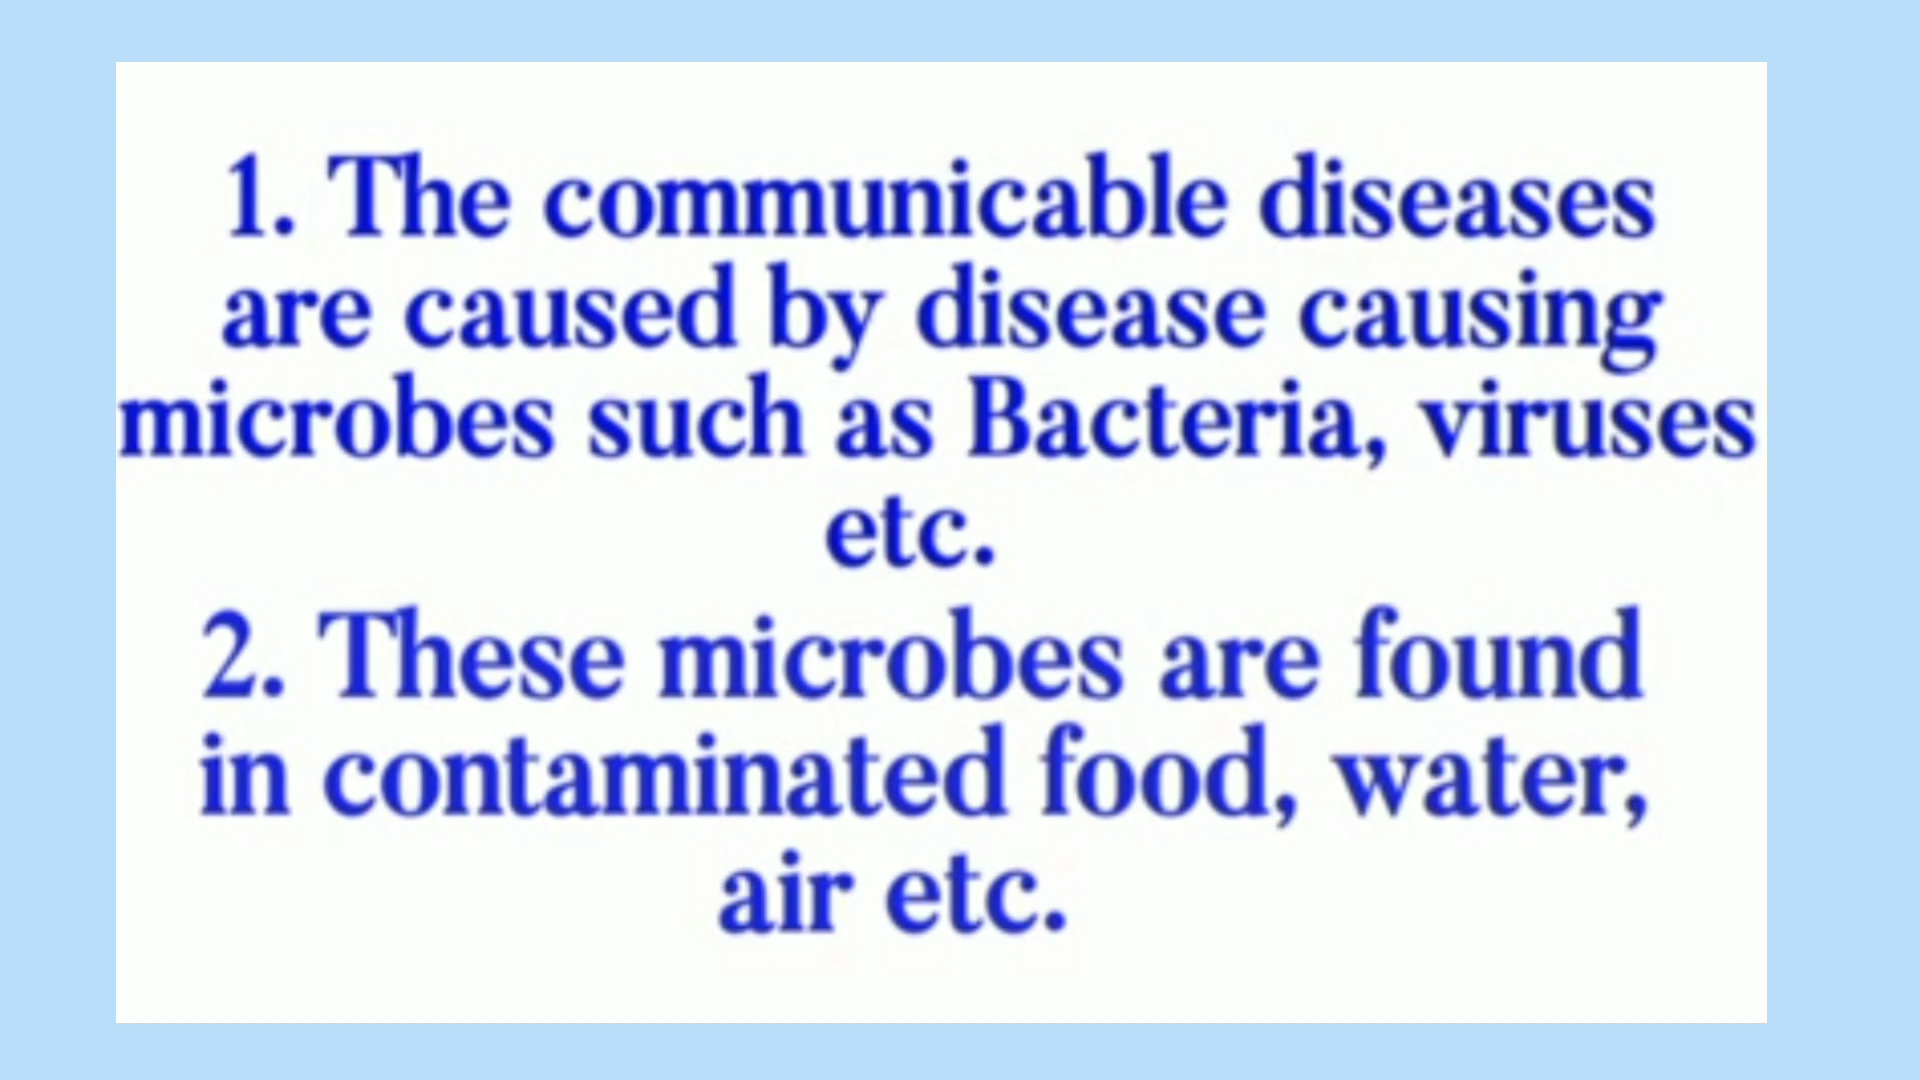 1. The communicable diseases
are caused by disease causing
microbes such as Bacteria, viruses
etc.
2. These microbes are found
in contaminated food, water,
air etc.